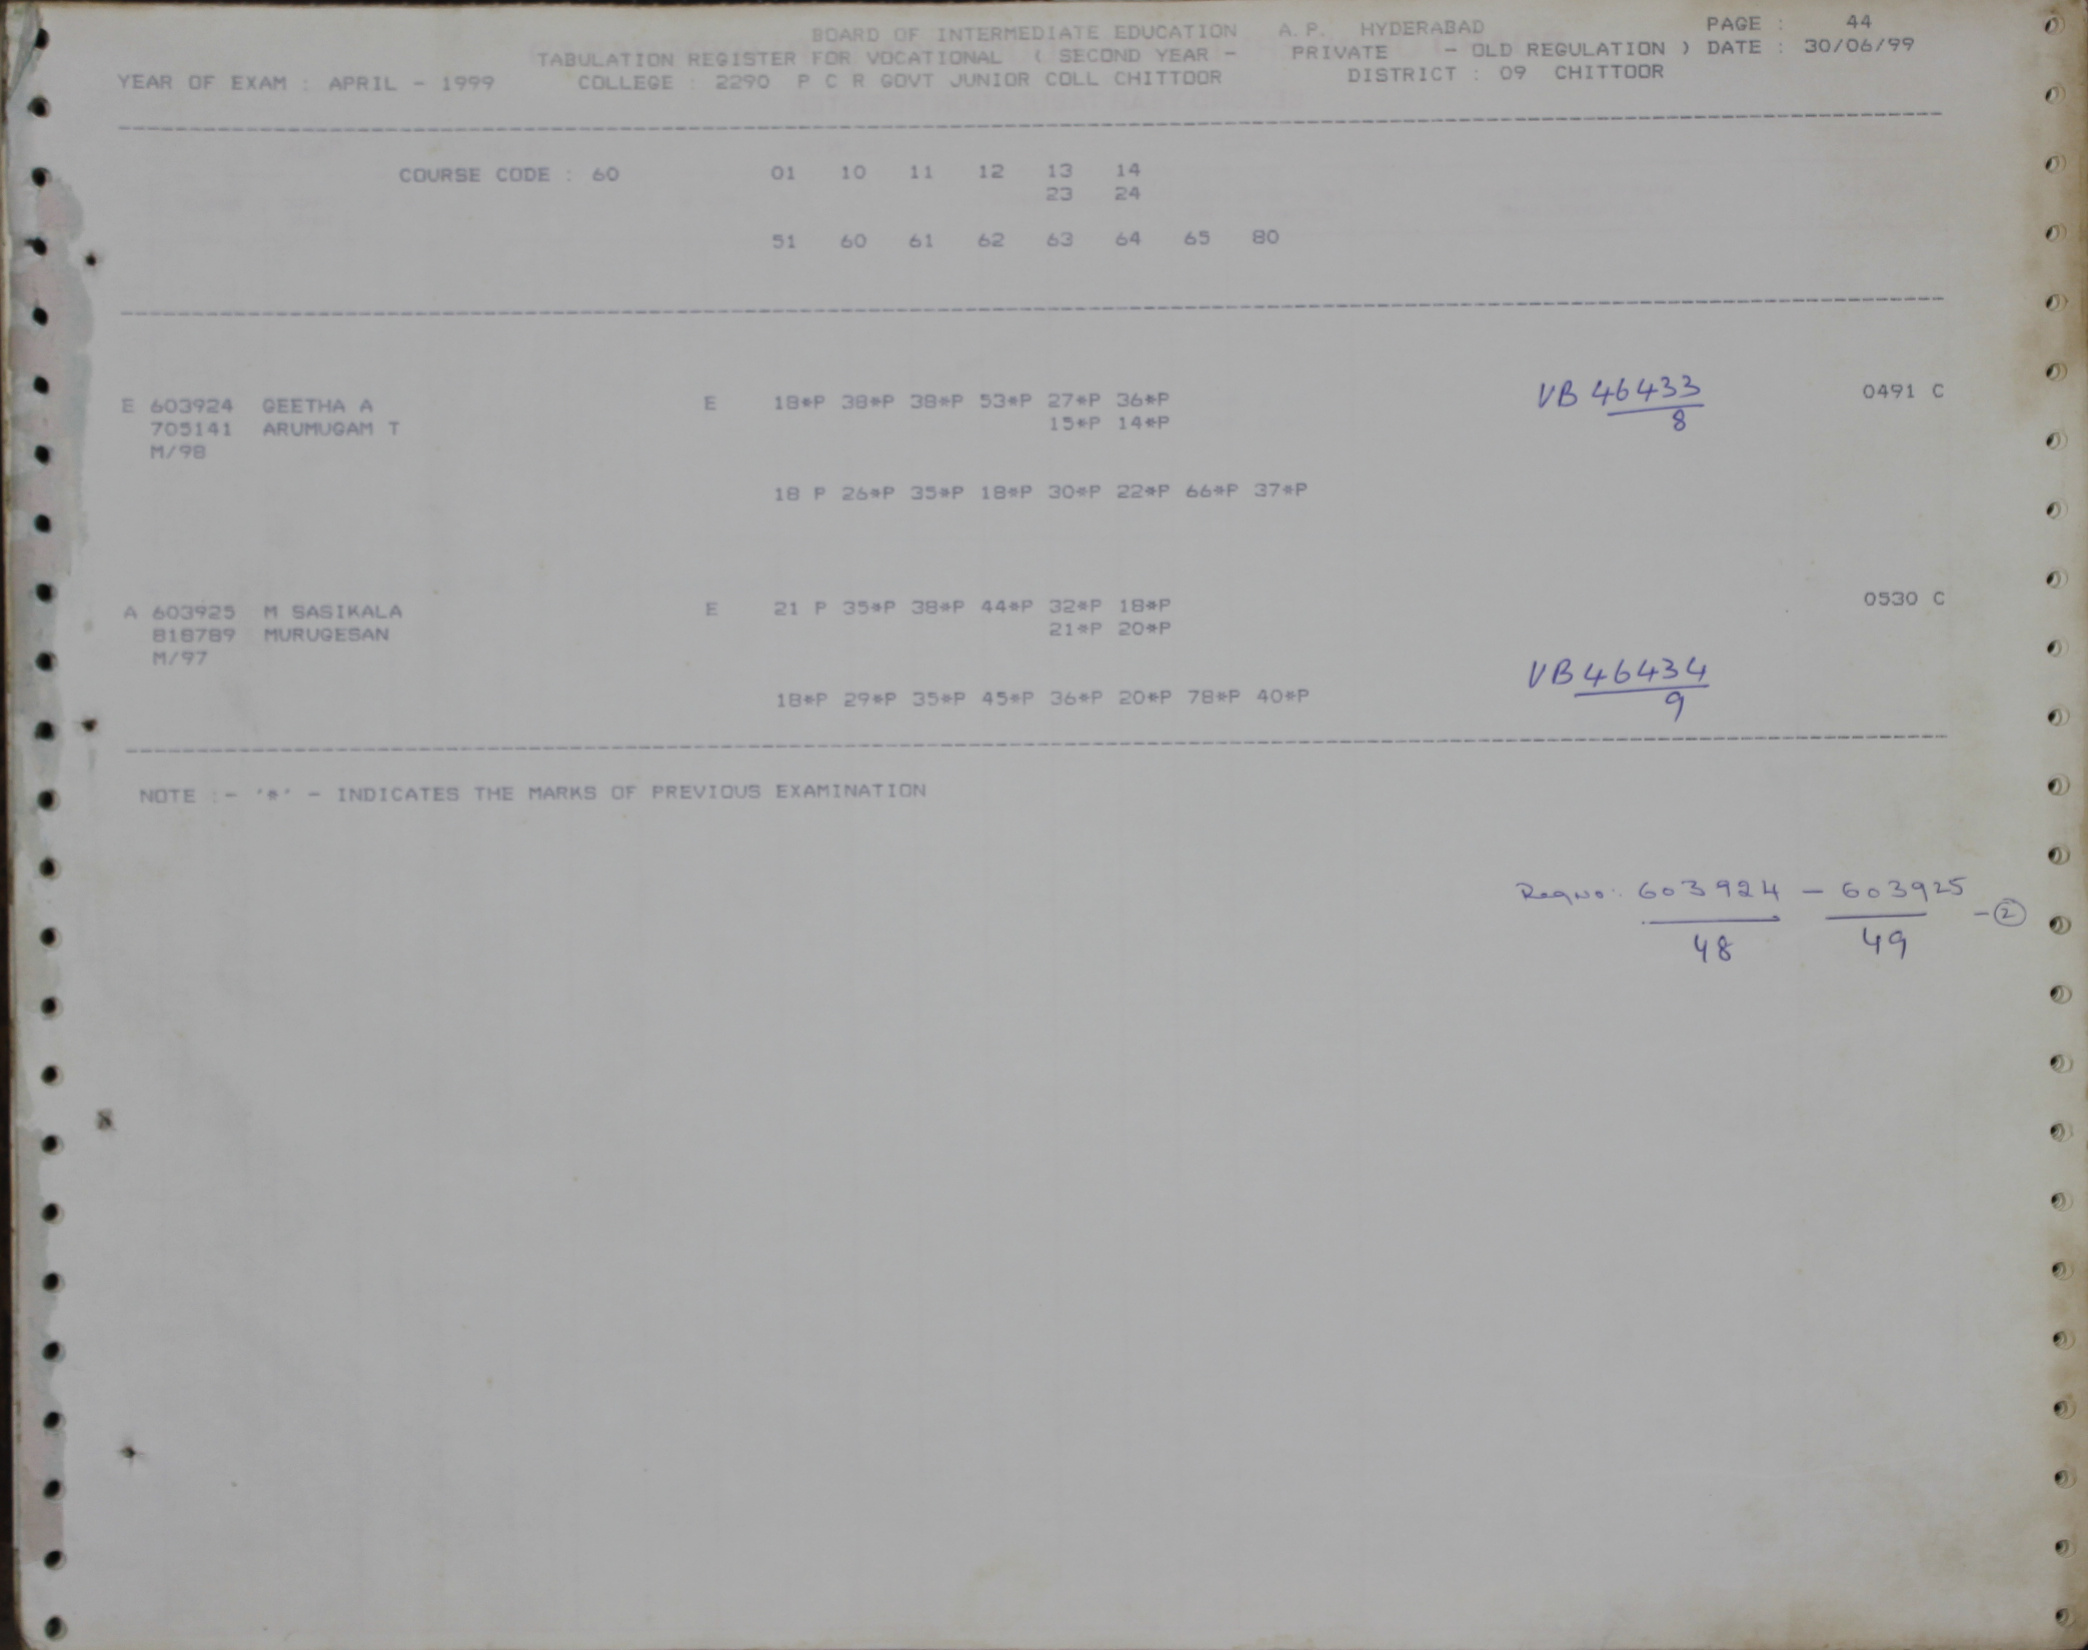 BOARD OF INTERMEDIATE EDUCATION A.P. HYDERABAD PAGE : 44
TABULATION REGISTER FOR VOCATIONAL ( SECOND YEAR - PRIVATE - OLD REGULATION ) DATE : 30/06/99
YEAR OF EXAM : APRIL - 1999 COLLEGE : 2290 P C R GOVT JUNIOR COLL CHITTOOR DISTRICT : 09 CHITTOOR
COURSE CODE : 60 01 10 11 12 13 14
23 24
51 60 61 62 63 64 65 80
E 603924 GEETHA A E 18*P 38*P 38*P 53*P 27*P 36*P VB 46433 0491 C
705141 ARUMUGAM T 15*P 14*P 8
M/98
18 P 26*P 35*P 18*P 30*P 22*P 66*P 37*P
A 603925 M SASIKALA E 21 P 35*P 38*P 44*P 32*P 18*P 0530 C
818789 MURUGESAN 21*P 20*P
M/97
VB 46434
18*P 29*P 35*P 45*P 36*P 20*P 78*P 40*P 9
NOTE :- '*' - INDICATES THE MARKS OF PREVIOUS EXAMINATION
Regno: 603924 - 603925 - 2
48 49